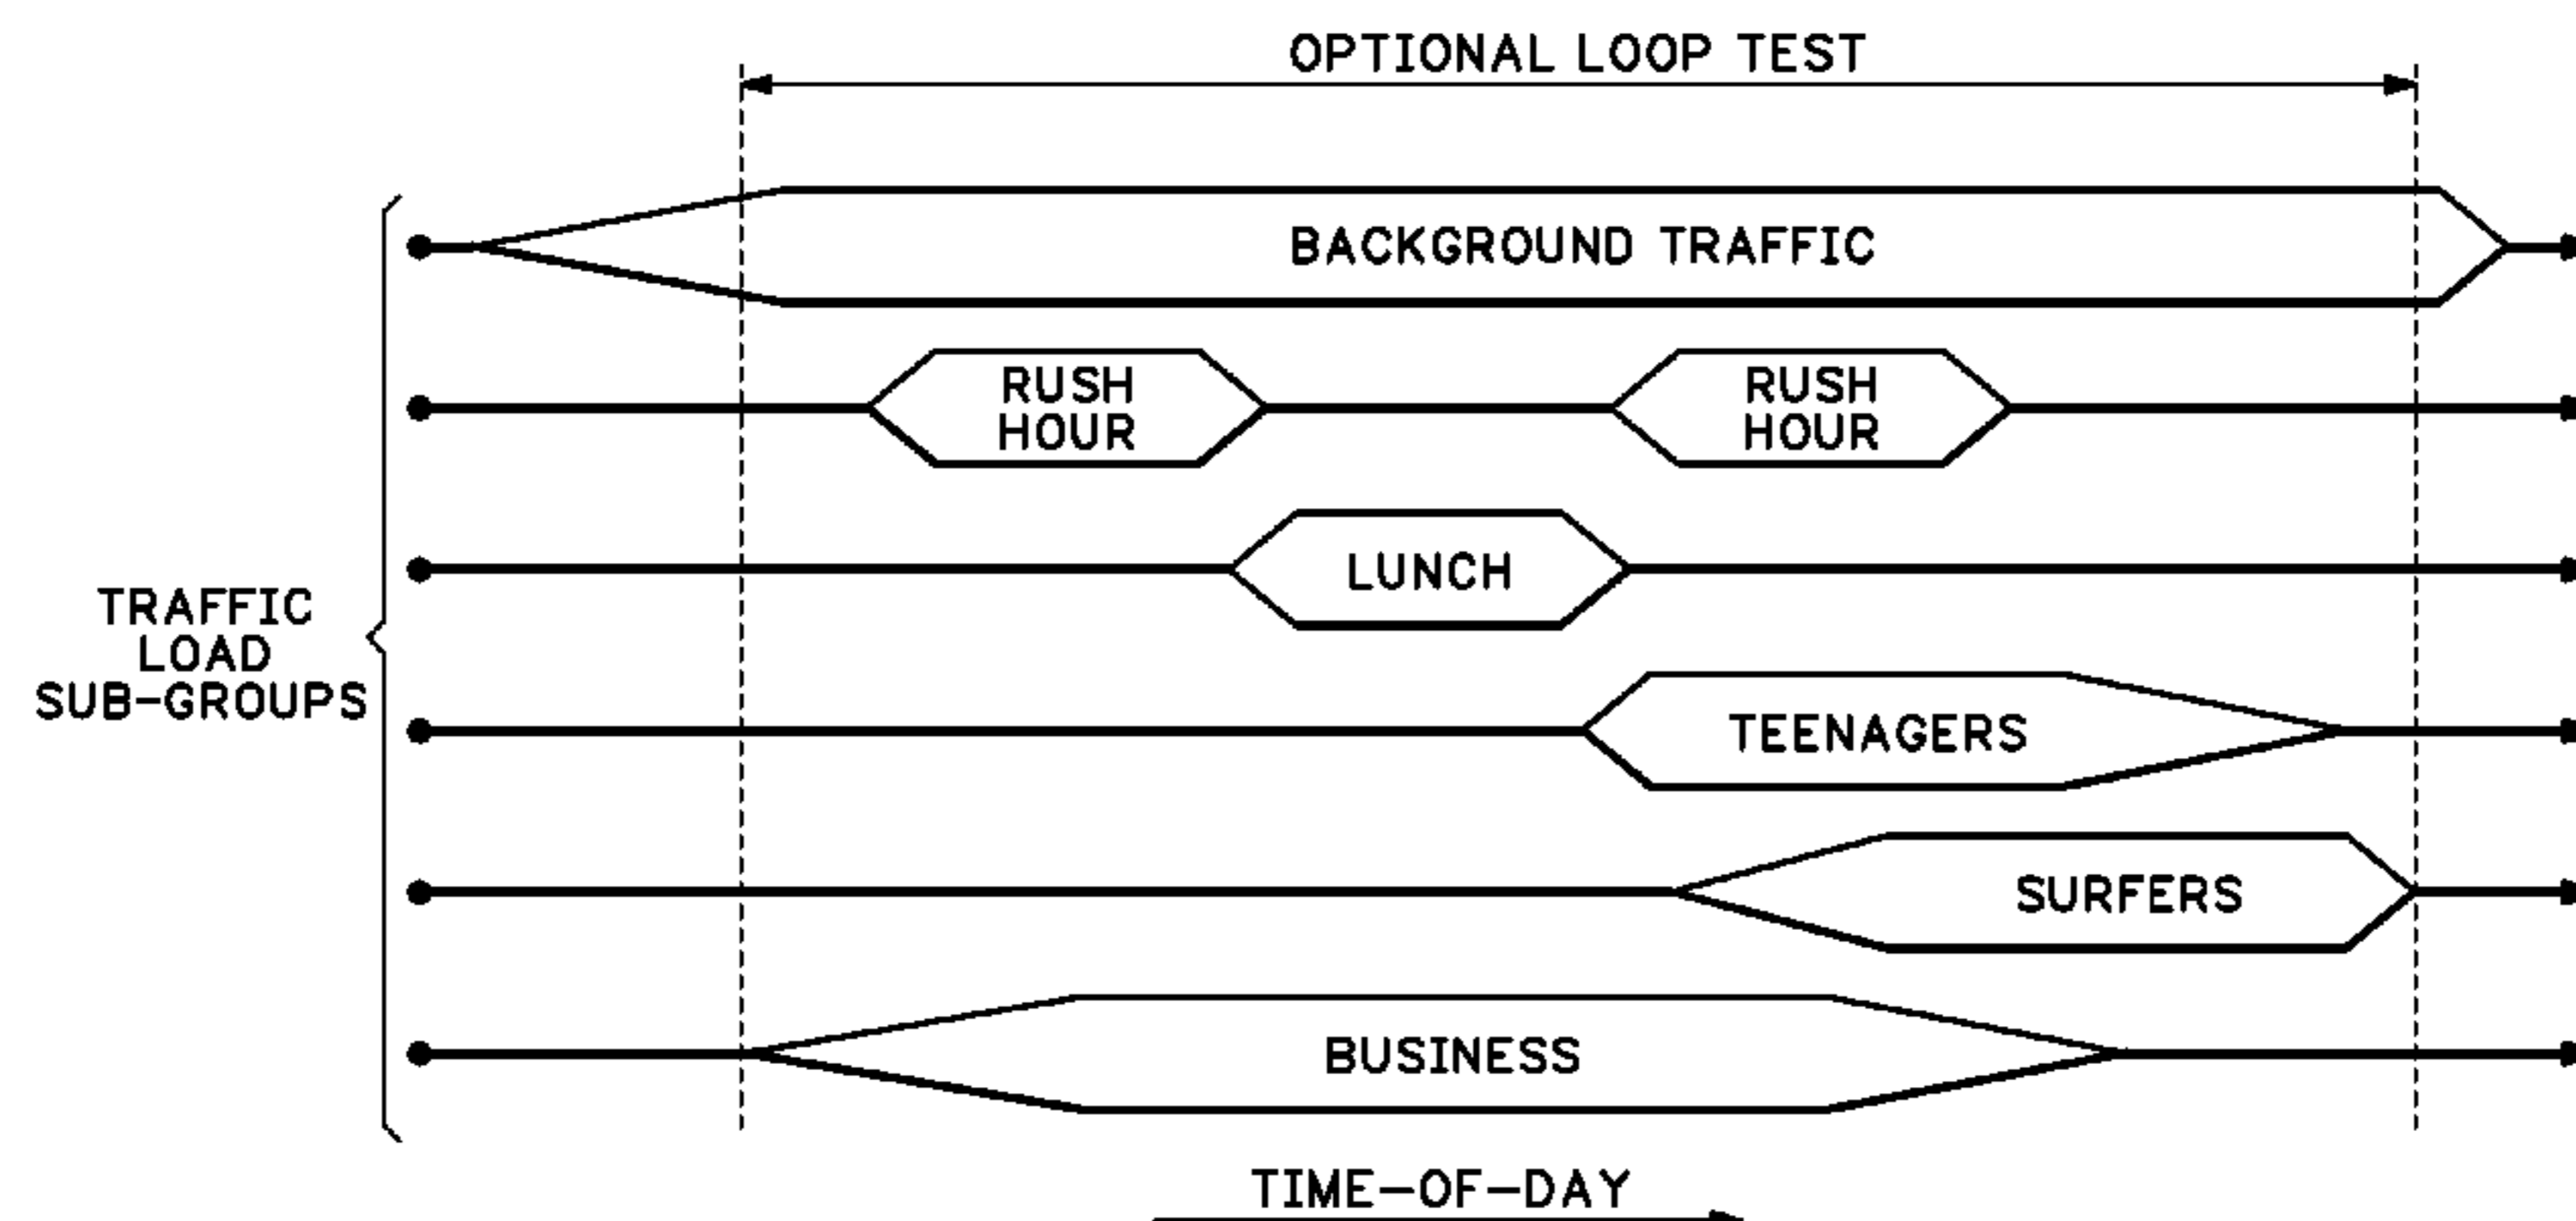 OPTIONAL LOOP TEST
BACKGROUND TRAFFIC
RUSH
HOUR
RUSH
HOUR
LUNCH
TRAFFIC
LOAD
SUB-GROUPS
TEENAGERS
SURFERS
BUSINESS
TIME-OF-DAY